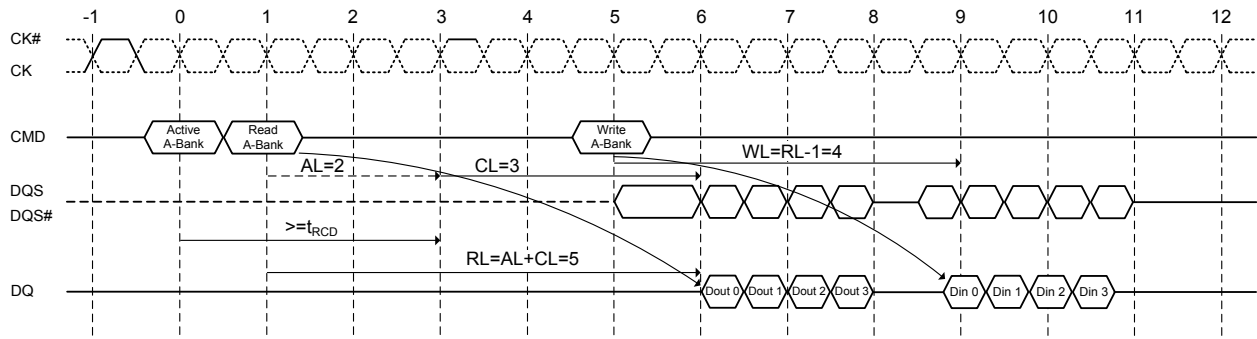 -1 0 1 2 3 4 5 6 7 8 9 10 11 12
CK#
CK
CMD
Active
A-Bank
Read
A-Bank
Write
A-Bank
WL=RL-1=4
AL=2
CL=3
DQS
DQS#
>=tRCD
RL=AL+CL=5
DQ
Dout 0 Dout 1 Dout 2 Dout 3 Din 0 Din 1 Din 2 Din 3